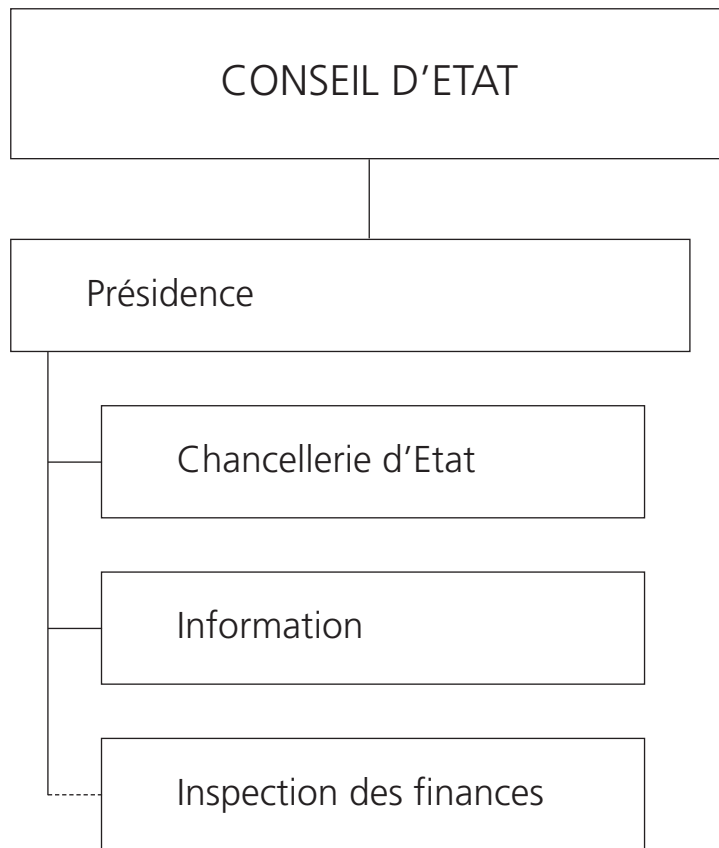 CONSEIL D’ETAT
Présidence
Chancellerie d’Etat
Information
Inspection des finances